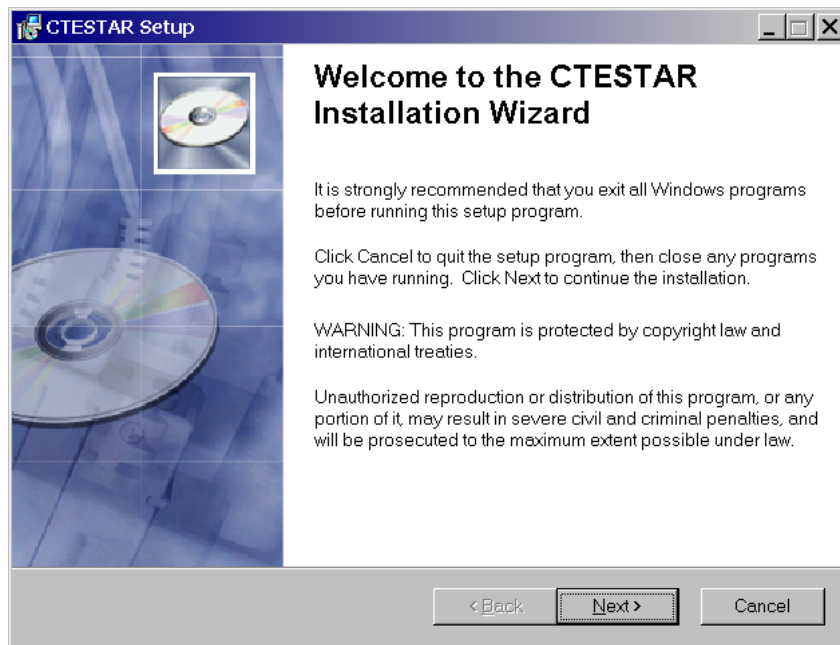 CTESTAR Setup
Welcome to the CTESTAR
Installation Wizard
It is strongly recommended that you exit all Windows programs
before running this setup program.
Click Cancel to quit the setup program, then close any programs
you have running. Click Next to continue the installation.
WARNING: This program is protected by copyright law and
international treaties.
Unauthorized reproduction or distribution of this program, or any
portion of it, may result in severe civil and criminal penalties, and
will be prosecuted to the maximum extent possible under law.
< Back Next > Cancel